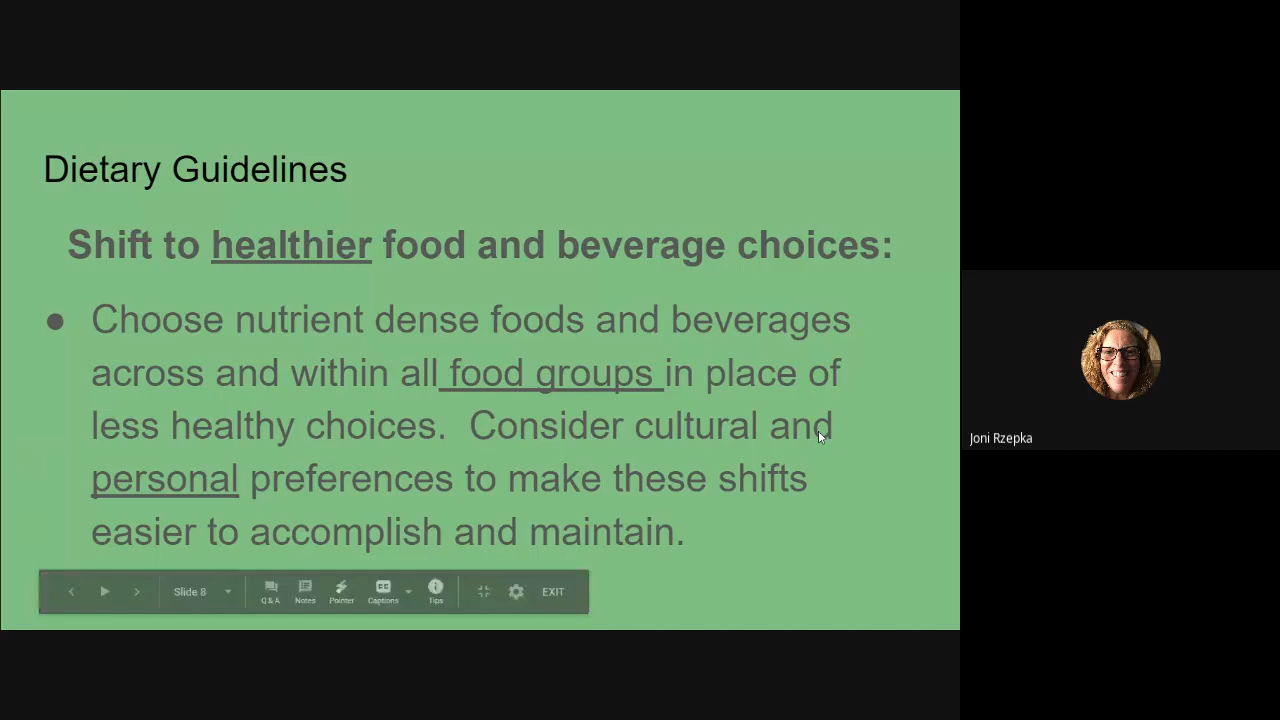 Dietary Guidelines
Shift to healthier food and beverage choices:
● Choose nutrient dense foods and beverages
across and within all food groups in place of
less healthy choices.  Consider cultural and
personal preferences to make these shifts
easier to accomplish and maintain.
Slide 8
Q&A Notes Pointer Captions Tips
EXIT
Joni Rzepka